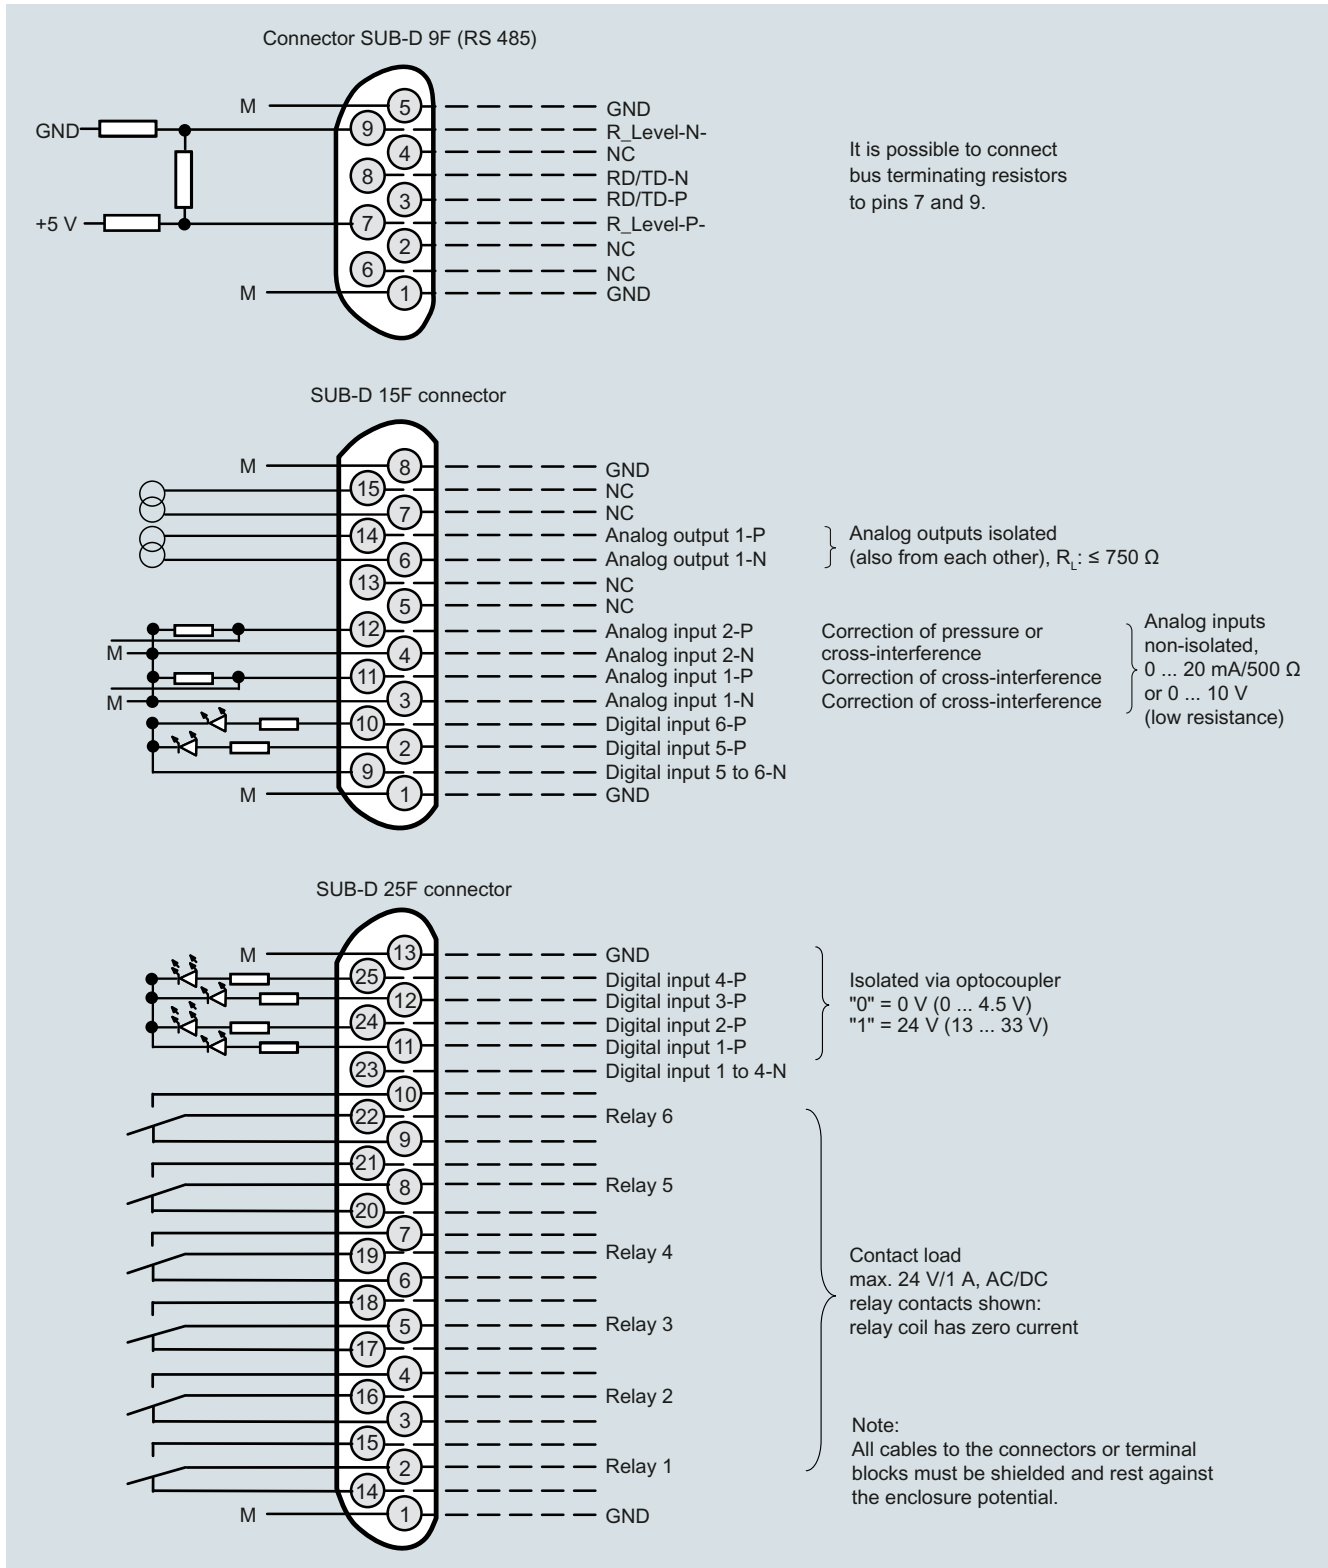 Connector SUB-D 9F (RS 485)
M 5 GND
GND 9 R_Level-N-
4 NC
8 RD/TD-N
3 RD/TD-P
+5 V 7 R_Level-P-
2 NC
6 NC
M 1 GND
It is possible to connect
bus terminating resistors
to pins 7 and 9.
SUB-D 15F connector
M 8 GND
15 NC
7 NC
14 Analog output 1-P
6 Analog output 1-N
Analog outputs isolated
(also from each other), RL: ≤ 750 Ω
13 NC
5 NC
12 Analog input 2-P
M 4 Analog input 2-N
11 Analog input 1-P
M 3 Analog input 1-N
Correction of pressure or
cross-interference
Correction of cross-interference
Correction of cross-interference
Analog inputs
non-isolated,
0 ... 20 mA/500 Ω
or 0 ... 10 V
(low resistance)
10 Digital input 6-P
2 Digital input 5-P
9 Digital input 5 to 6-N
M 1 GND
SUB-D 25F connector
M 13 GND
25 Digital input 4-P
12 Digital input 3-P
24 Digital input 2-P
11 Digital input 1-P
23 Digital input 1 to 4-N
Isolated via optocoupler
"0" = 0 V (0 ... 4.5 V)
"1" = 24 V (13 ... 33 V)
10
22 Relay 6
9
21
8 Relay 5
20
7
19 Relay 4
6
18
5 Relay 3
17
4
16 Relay 2
3
15
2 Relay 1
14
M 1 GND
Contact load
max. 24 V/1 A, AC/DC
relay contacts shown:
relay coil has zero current
Note:
All cables to the connectors or terminal
blocks must be shielded and rest against
the enclosure potential.